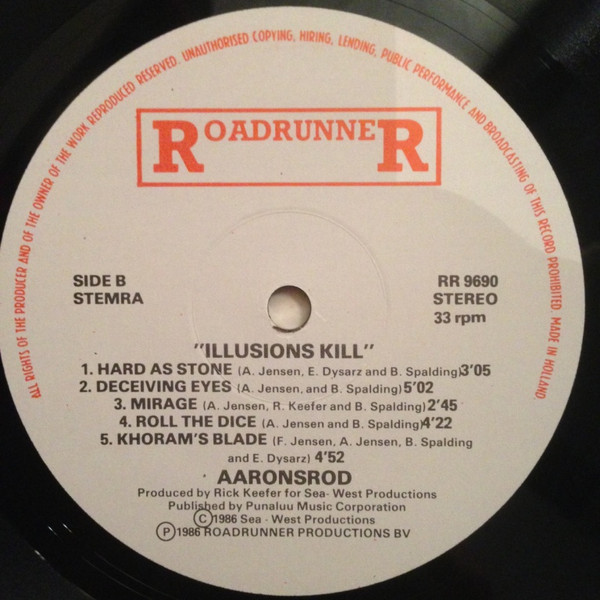 ALL RIGHTS OF THE PRODUCER AND OF THE OWNER OF THE WORK REPRODUCED RESERVED. UNAUTHORISED COPYING, HIRING, LENDING, PUBLIC PERFORMANCE AND BROADCASTING OF THIS RECORD PROHIBITED. MADE IN HOLLAND.
ROADRUNNER
SIDE B
STEMRA
RR 9690
STEREO
33 rpm
"ILLUSIONS KILL"
1. HARD AS STONE (A. Jensen, E. Dysarz and B. Spalding)3'05
2. DECEIVING EYES (A. Jensen, and B. Spalding)5'02
3. MIRAGE (A. Jensen, R. Keefer and B. Spalding)2'45
4. ROLL THE DICE (A. Jensen and B. Spalding)4'22
5. KHORAM'S BLADE (F. Jensen, A. Jensen, B. Spalding
and E. Dysarz) 4'52
AARONSROD
Produced by Rick Keefer for Sea- West Productions
Published by Punaluu Music Corporation
©1986 Sea - West Productions
℗1986 ROADRUNNER PRODUCTIONS BV